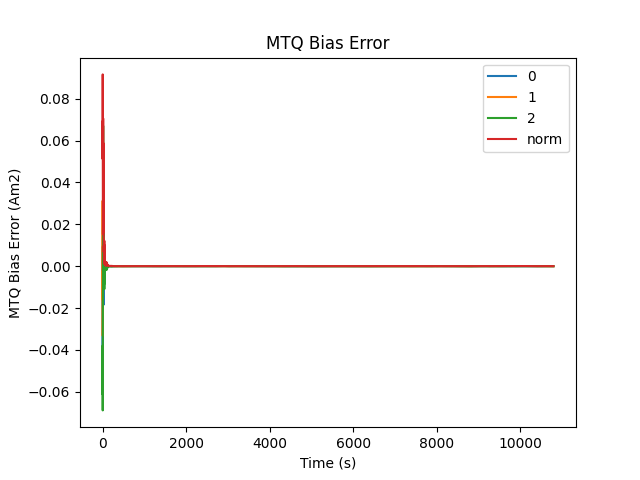 MTQ Bias Error
MTQ Bias Error (Am2)
0.08
0.06
0.04
0.02
0.00
−0.02
−0.04
−0.06
0
1
2
norm
0 2000 4000 6000 8000 10000
Time (s)